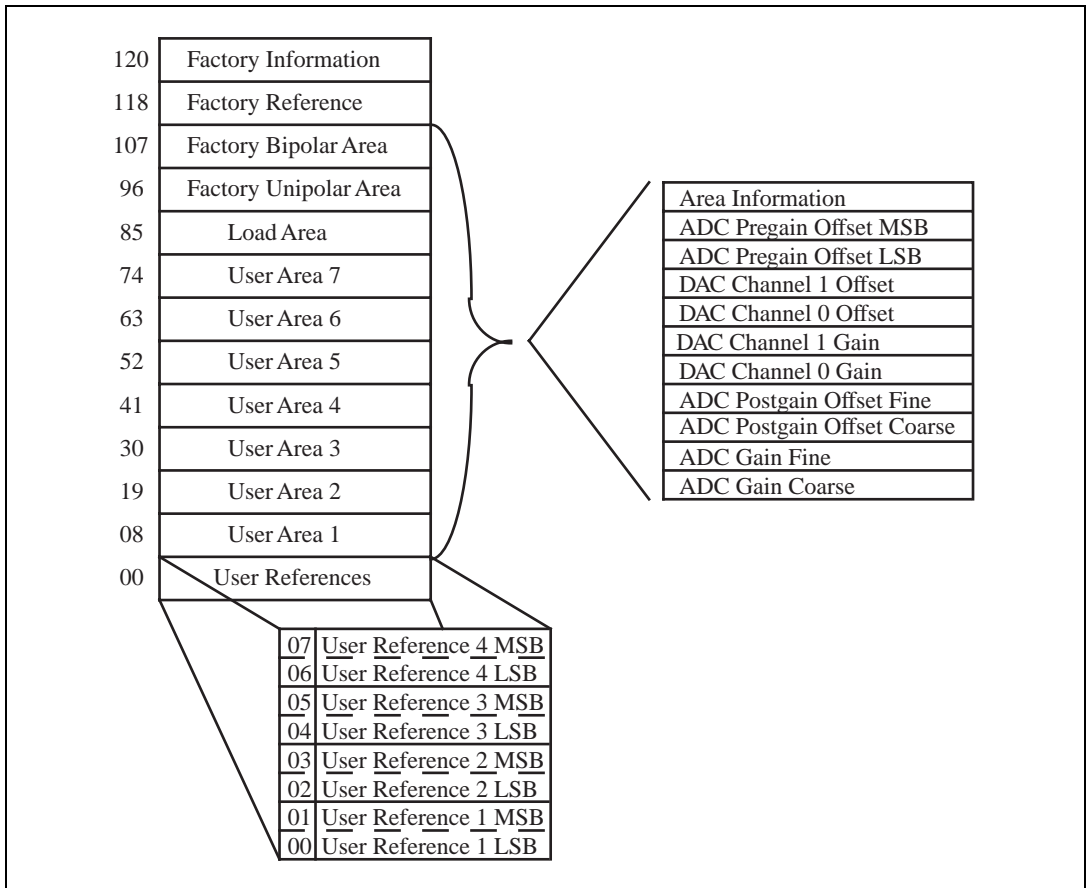 120 Factory Information
118 Factory Reference
107 Factory Bipolar Area
96 Factory Unipolar Area
85 Load Area
74 User Area 7
63 User Area 6
52 User Area 5
41 User Area 4
30 User Area 3
19 User Area 2
08 User Area 1
00 User References
Area Information
ADC Pregain Offset MSB
ADC Pregain Offset LSB
DAC Channel 1 Offset
DAC Channel 0 Offset
DAC Channel 1 Gain
DAC Channel 0 Gain
ADC Postgain Offset Fine
ADC Postgain Offset Coarse
ADC Gain Fine
ADC Gain Coarse
07 User Reference 4 MSB
06 User Reference 4 LSB
05 User Reference 3 MSB
04 User Reference 3 LSB
03 User Reference 2 MSB
02 User Reference 2 LSB
01 User Reference 1 MSB
00 User Reference 1 LSB